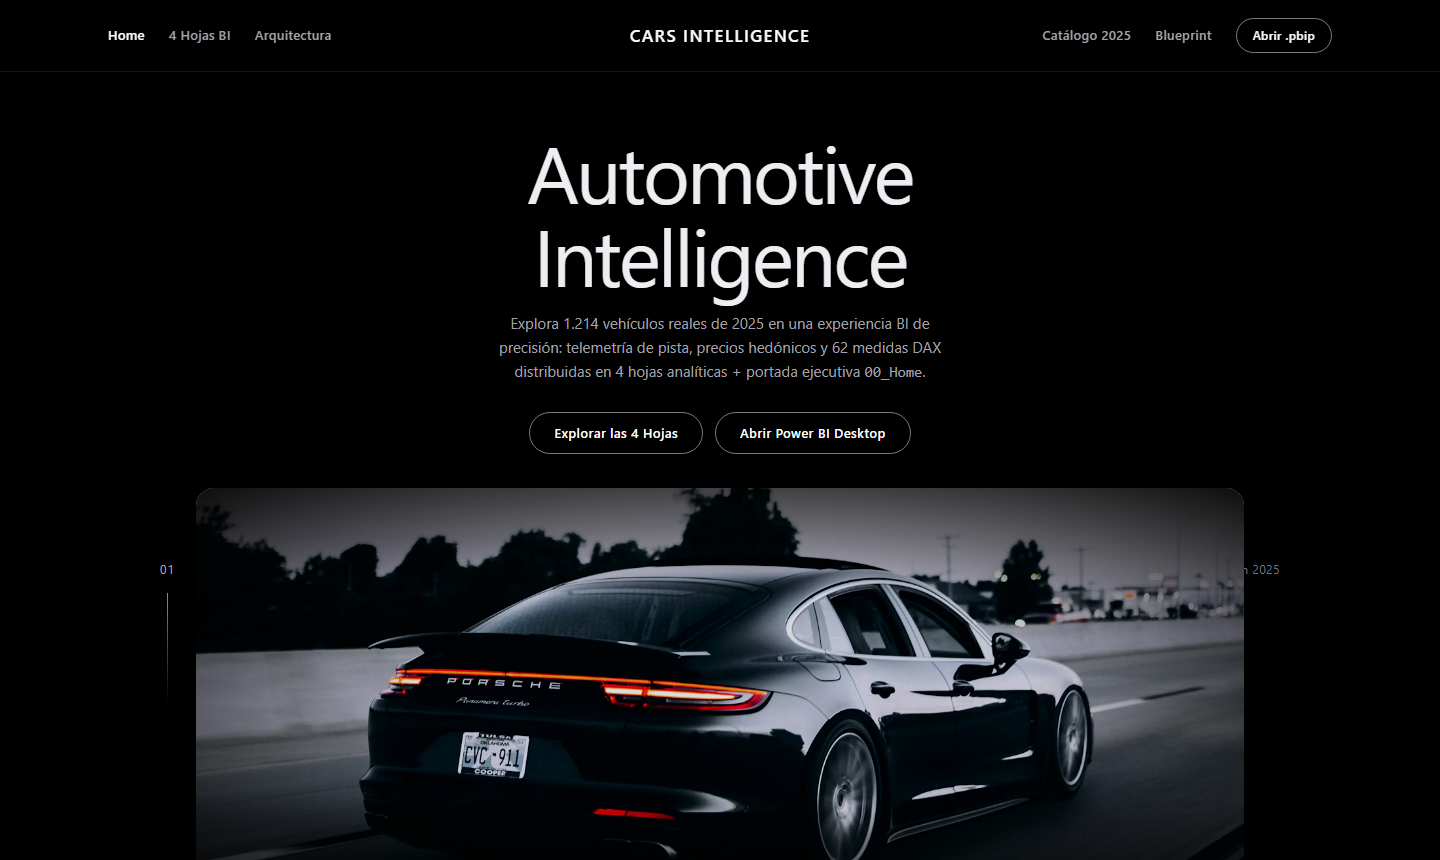 Home
4 Hojas BI
Arquitectura
CARS INTELLIGENCE
Catálogo 2025
Blueprint
Abrir .pbip
Automotive
Intelligence
Explora 1.214 vehículos reales de 2025 en una experiencia BI de
precisión: telemetría de pista, precios hedónicos y 62 medidas DAX
distribuidas en 4 hojas analíticas + portada ejecutiva 00_Home.
Explorar las 4 Hojas
Abrir Power BI Desktop
01
2025
PORSCHE
Panamera turbo
TULSA
OKLAHOMA
CVC 911
COOPER